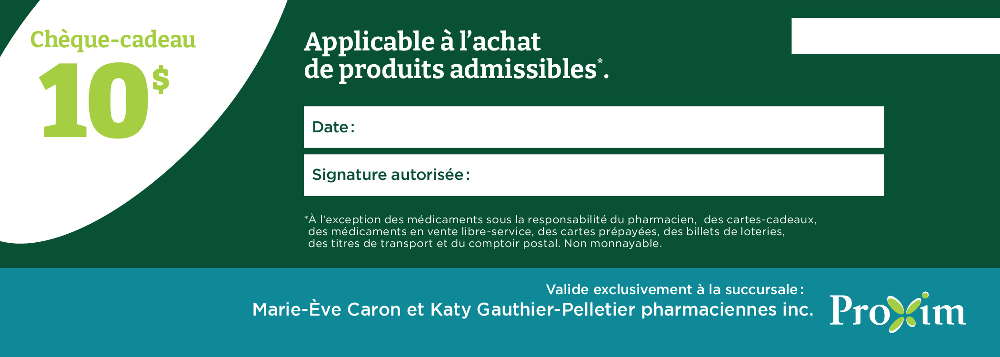 Chèque-cadeau
10$
Applicable à l’achat
de produits admissibles*.
Date :
Signature autorisée :
*À l’exception des médicaments sous la responsabilité du pharmacien, des cartes-cadeaux,
des médicaments en vente libre-service, des cartes prépayées, des billets de loteries,
des titres de transport et du comptoir postal. Non monnayable.
Valide exclusivement à la succursale :
Marie-Ève Caron et Katy Gauthier-Pelletier pharmaciennes inc.
Proxim